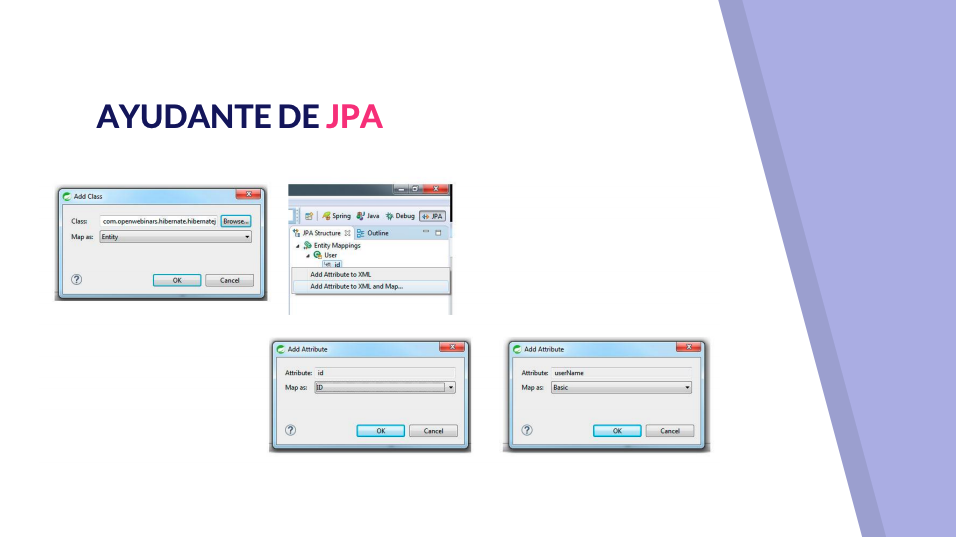 AYUDANTE DE JPA
Add Class
Class: com.openwebinars.hibernate.hibernatej Browse...
Map as: Entity
OK Cancel
Spring Java Debug JPA
JPA Structure Outline
Entity Mappings
User
id
Add Attribute to XML
Add Attribute to XML and Map...
Add Attribute
Attribute: id
Map as: ID
OK Cancel
Add Attribute
Attribute: userName
Map as: Basic
OK Cancel